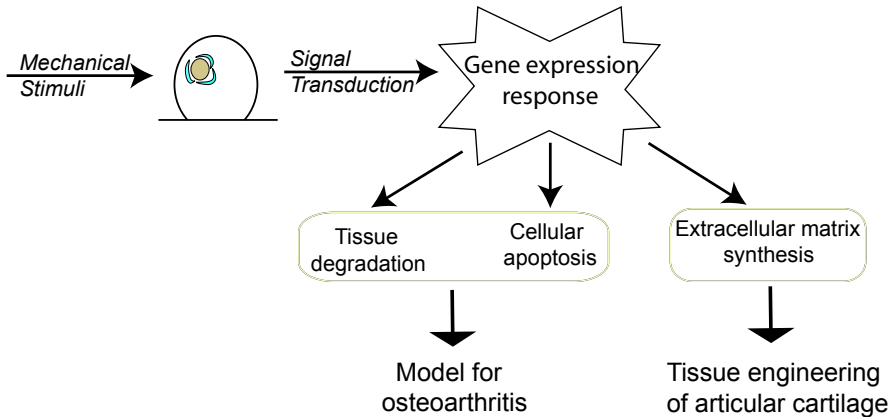 Mechanical
Stimuli
Signal
Transduction
Gene expression
response
Tissue
degradation
Cellular
apoptosis
Extracellular matrix
synthesis
Model for
osteoarthritis
Tissue engineering
of articular cartilage